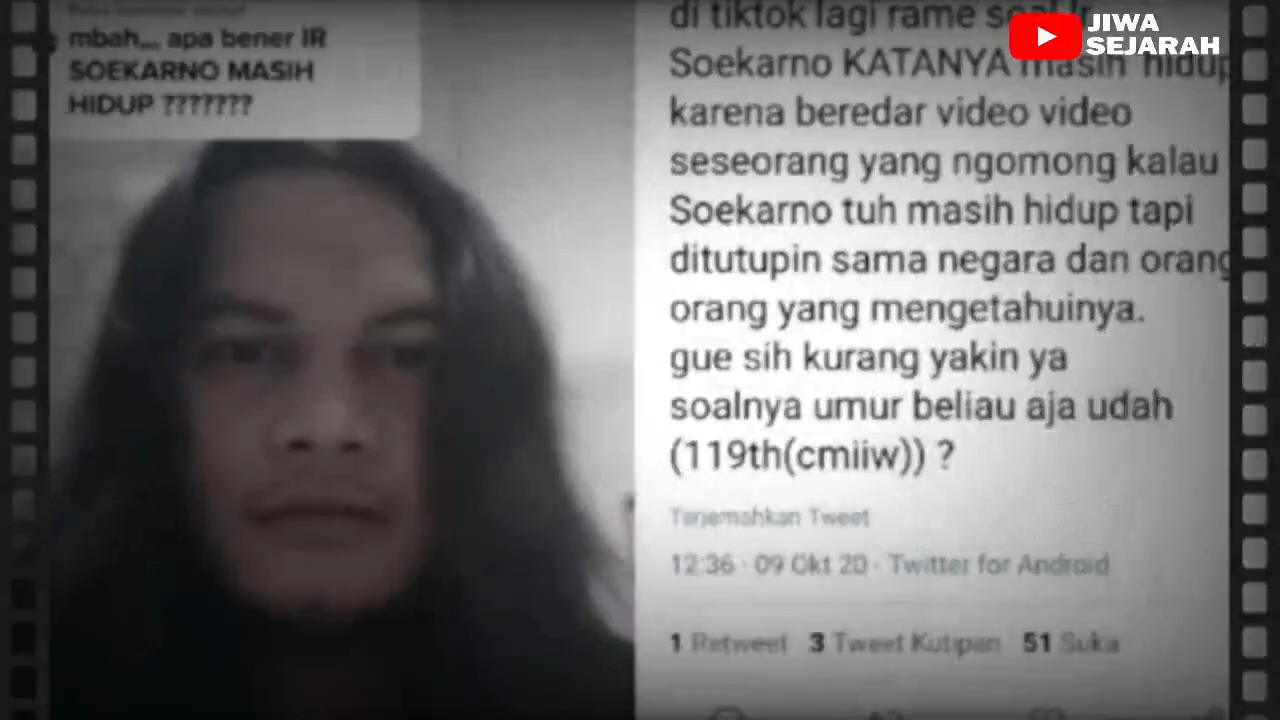 mbah,,, apa bener IR
SOEKARNO MASIH
HIDUP ???????
di tiktok lagi rame soal Ir
Soekarno KATANYA masih hidup
karena beredar video video
seseorang yang ngomong kalau
Soekarno tuh masih hidup tapi
ditutupin sama negara dan orang
orang yang mengetahuinya.
gue sih kurang yakin ya
soalnya umur beliau aja udah
(119th(cmiiw)) ?
Terjemahkan Tweet
12:36 · 09 Okt 20 · Twitter for Android
1 Retweet 3 Tweet Kutipan 51 Suka
JIWA
SEJARAH